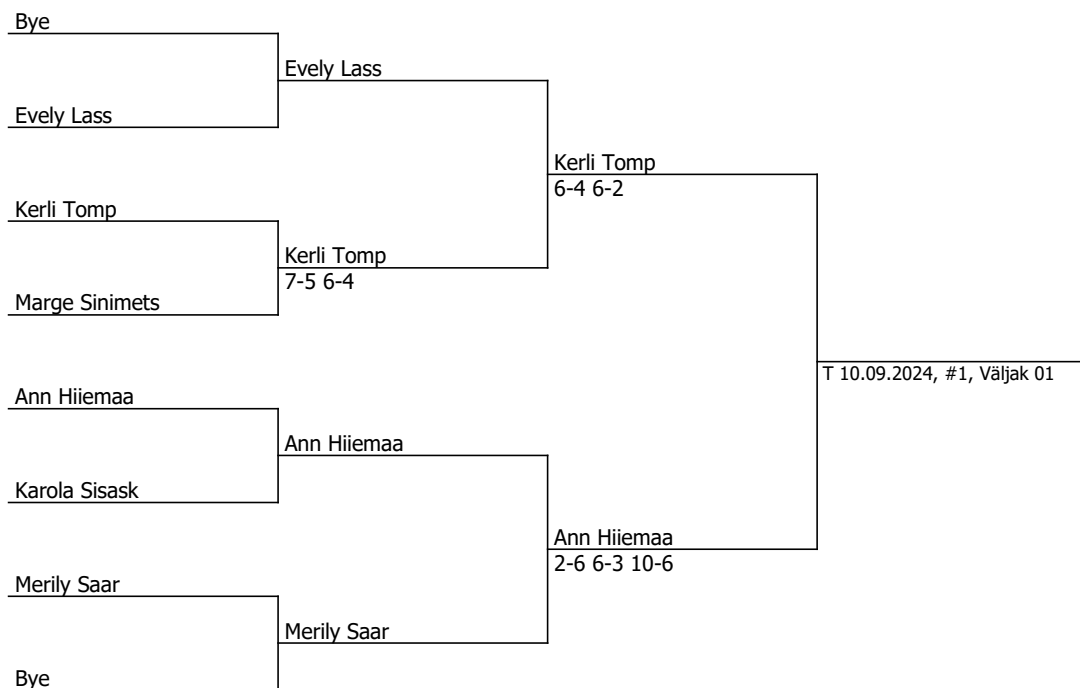 Bye
Evely Lass
Evely Lass
Kerli Tomp
6-4 6-2
Kerli Tomp
Kerli Tomp
7-5 6-4
Marge Sinimets
T 10.09.2024, #1, Väljak 01
Ann Hiiemaa
Ann Hiiemaa
Karola Sisask
Ann Hiiemaa
2-6 6-3 10-6
Merily Saar
Merily Saar
Bye